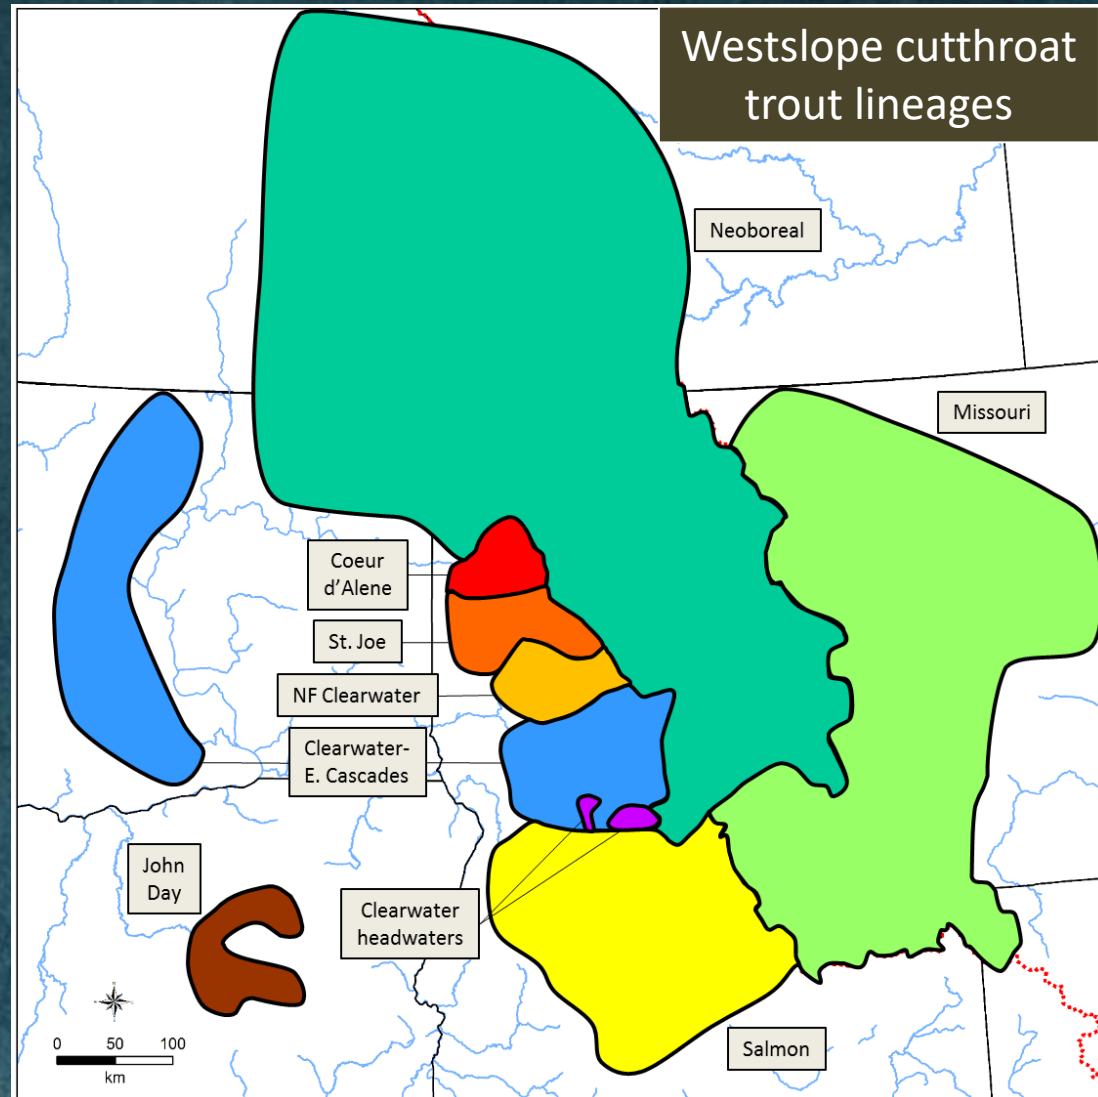 Westslope cutthroat
trout lineages
Neoboreal
Missouri
Coeur
d'Alene
St. Joe
NF Clearwater
Clearwater-
E. Cascades
John
Day
Clearwater
headwaters
Salmon
0 50 100
km